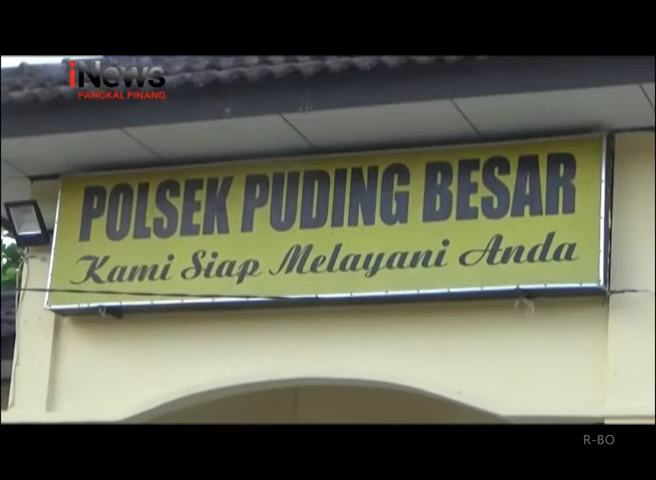 iNews
PANGKAL PINANG
POLSEK PUDING BESAR
Kami Siap Melayani Anda
R-BO